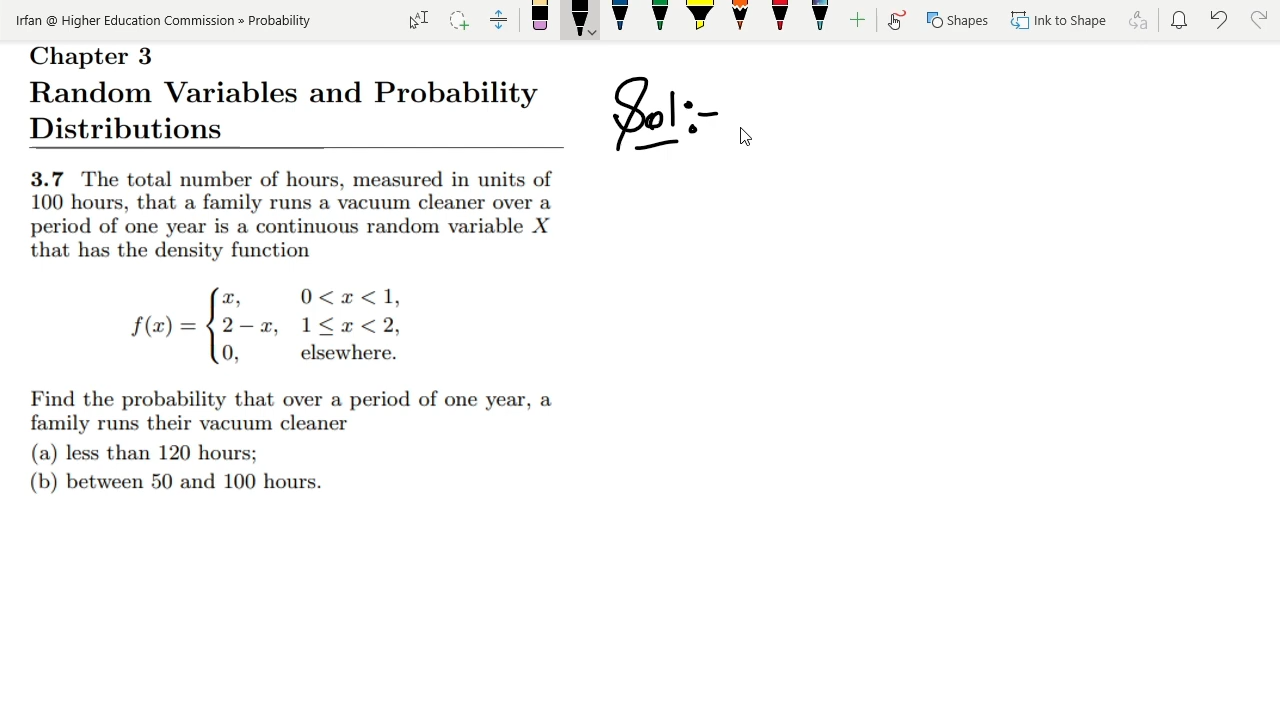 Irfan @ Higher Education Commission » Probability
Shapes
Ink to Shape
Chapter 3
Random Variables and Probability
Distributions
3.7 The total number of hours, measured in units of
100 hours, that a family runs a vacuum cleaner over a
period of one year is a continuous random variable X
that has the density function
f(x) = { x, 0 < x < 1,
2 − x, 1 ≤ x < 2,
0, elsewhere.
Find the probability that over a period of one year, a
family runs their vacuum cleaner
(a) less than 120 hours;
(b) between 50 and 100 hours.
Sol:-